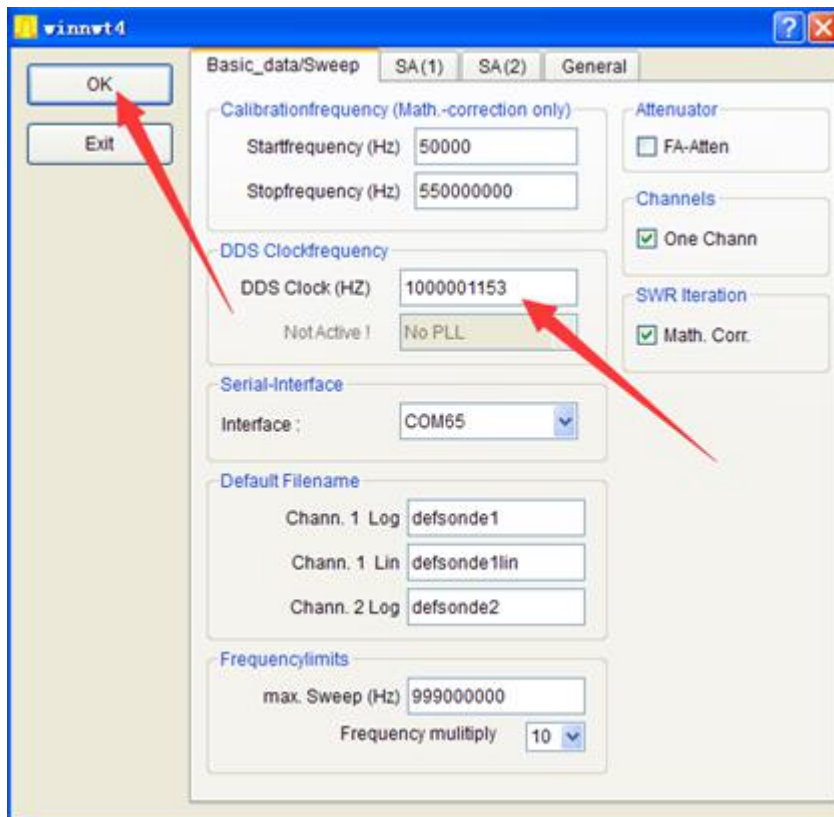 winnwt4
OK
Exit
Basic_data/Sweep SA(1) SA(2) General
Calibrationfrequency (Math.-correction only)
Startfrequency (Hz) 50000
Stopfrequency (Hz) 550000000
DDS Clockfrequency
DDS Clock (HZ) 1000001153
Not Active ! No PLL
Serial-Interface
Interface : COM65
Default Filename
Chann. 1 Log defsonde1
Chann. 1 Lin defsonde1lin
Chann. 2 Log defsonde2
Frequencylimits
max. Sweep (Hz) 999000000
Frequency mulitiply 10
Attenuator
FA-Atten
Channels
One Chann
SWR Iteration
Math. Corr.